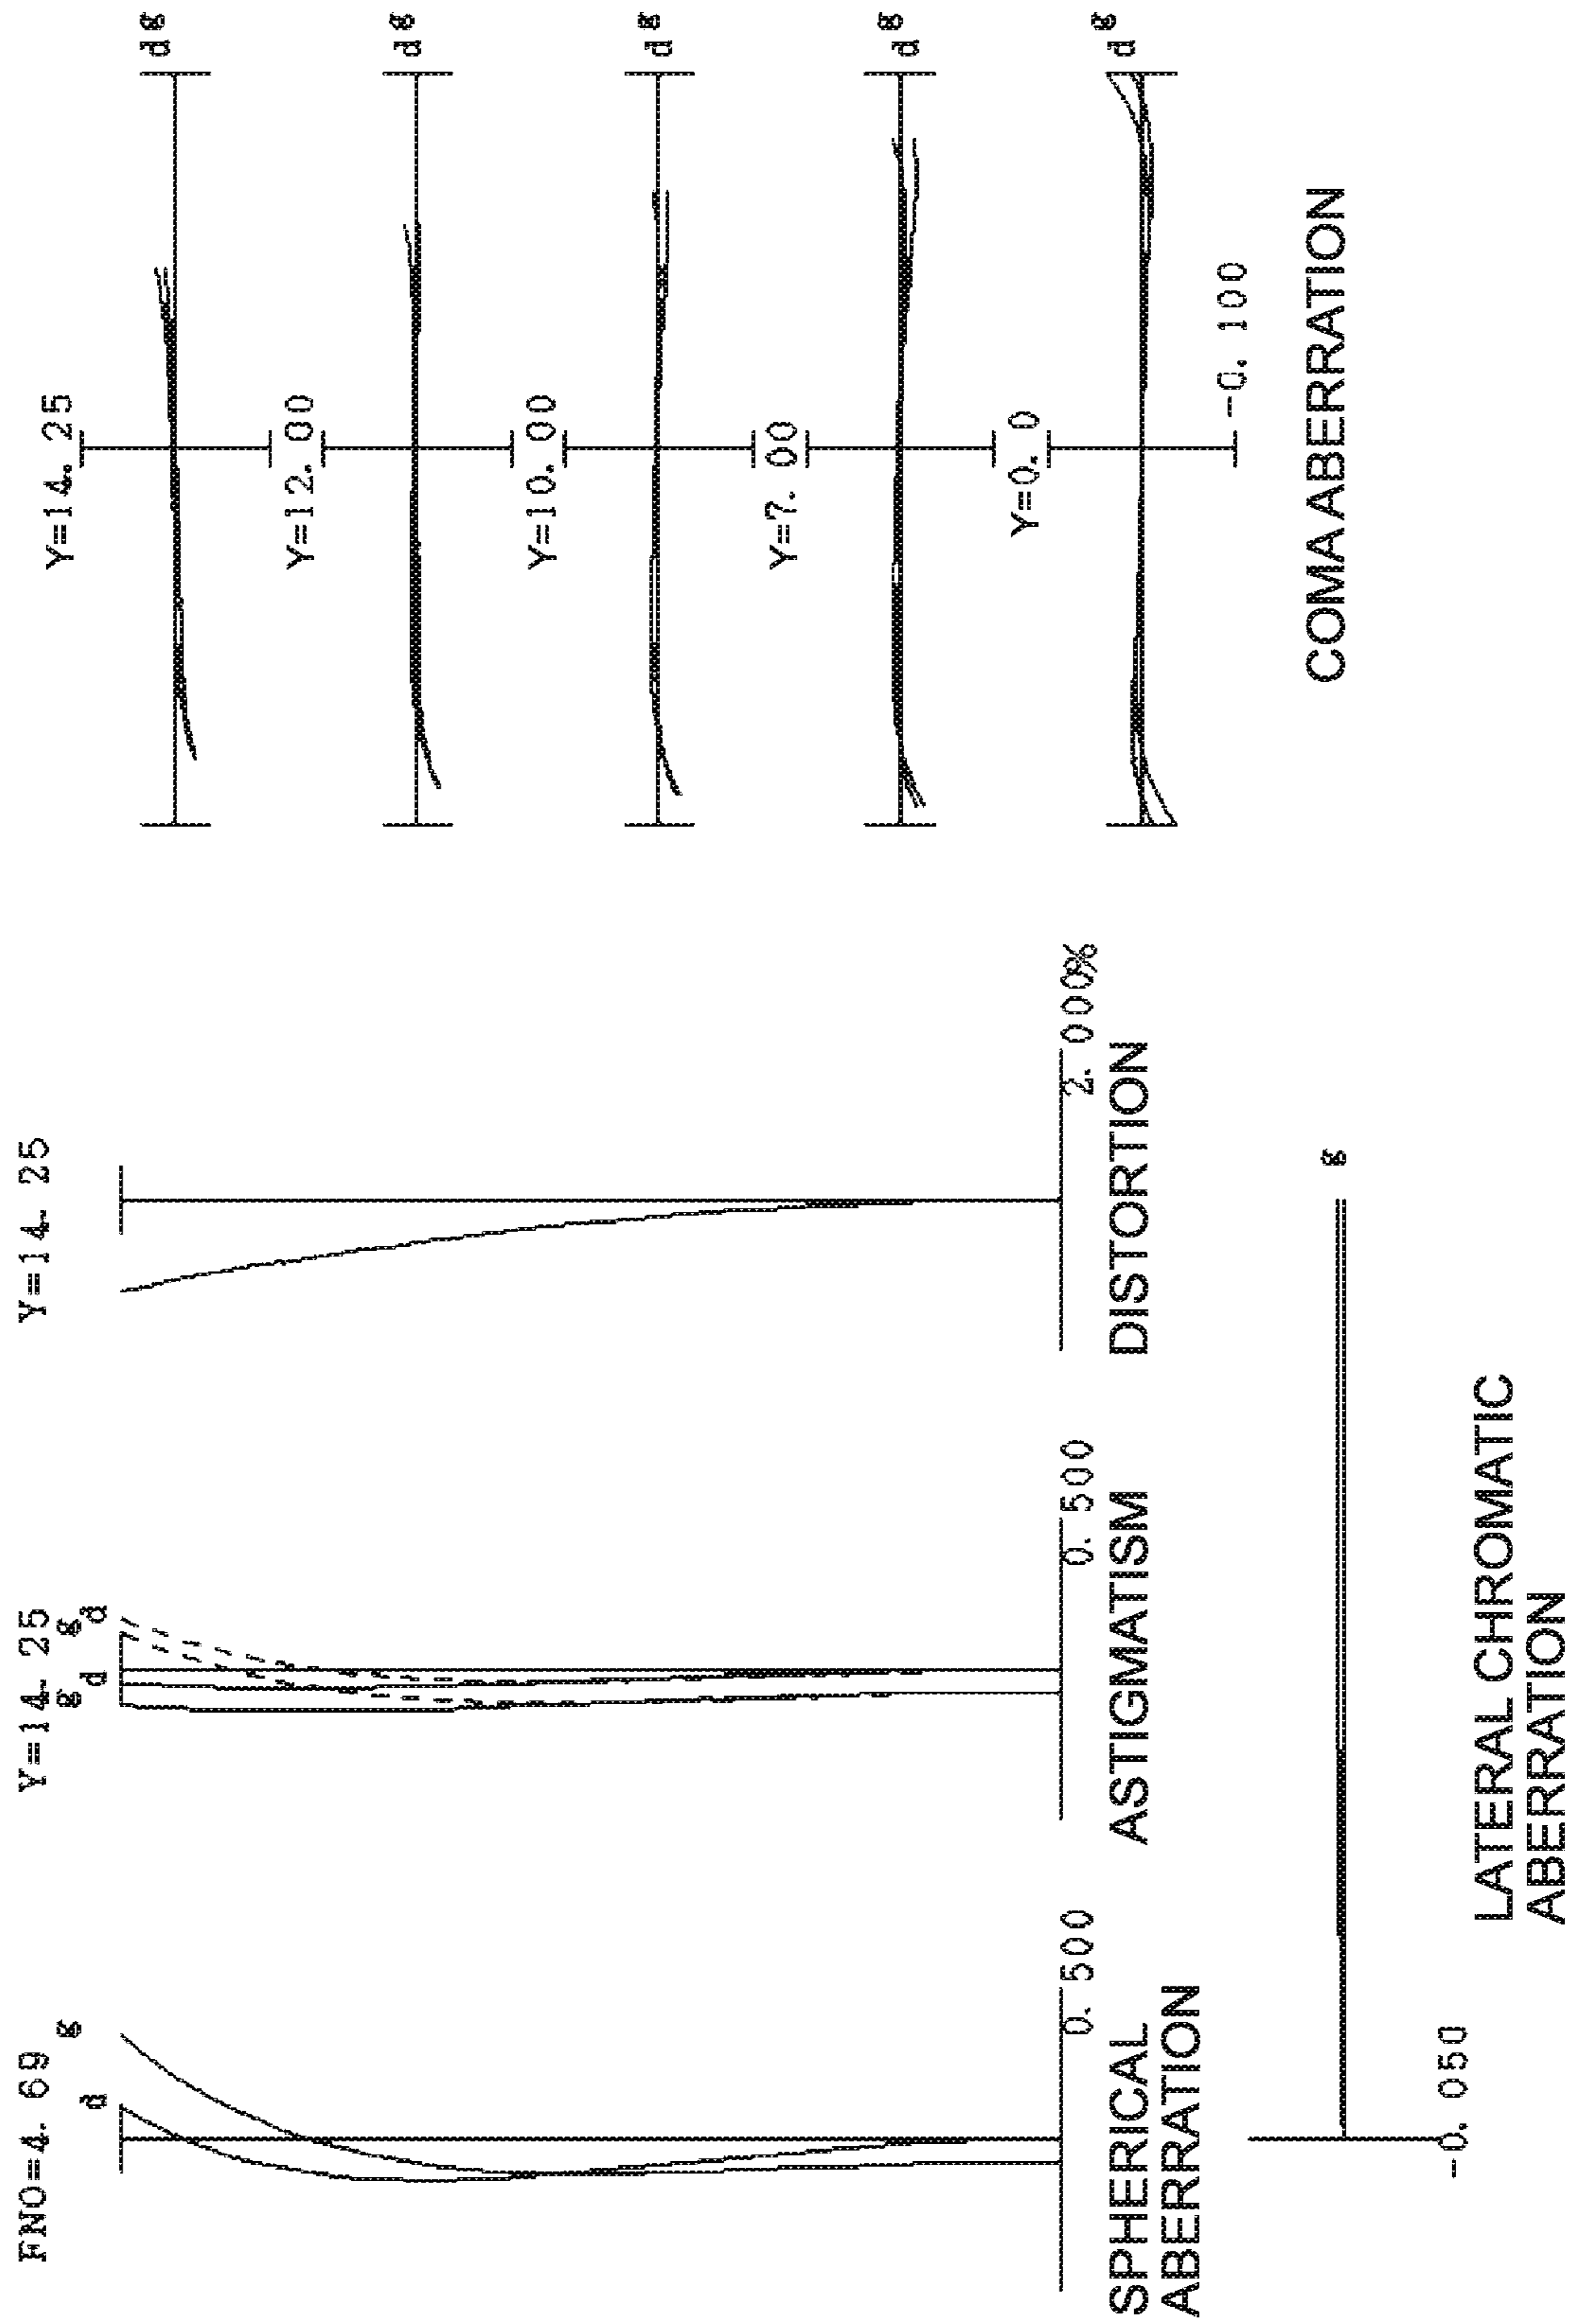 FNO=4. 69
d
g
0. 500
SPHERICAL
ABERRATION
Y=14. 25
g
d
g
d
0. 500
ASTIGMATISM
Y=14. 25
2. 000%
DISTORTION
-0. 050
g
LATERAL CHROMATIC
ABERRATION
Y=14. 25
d g
Y=12. 00
d g
Y=10. 00
d g
Y=7. 00
d g
Y=0. 0
d g
-0. 100
COMA ABERRATION